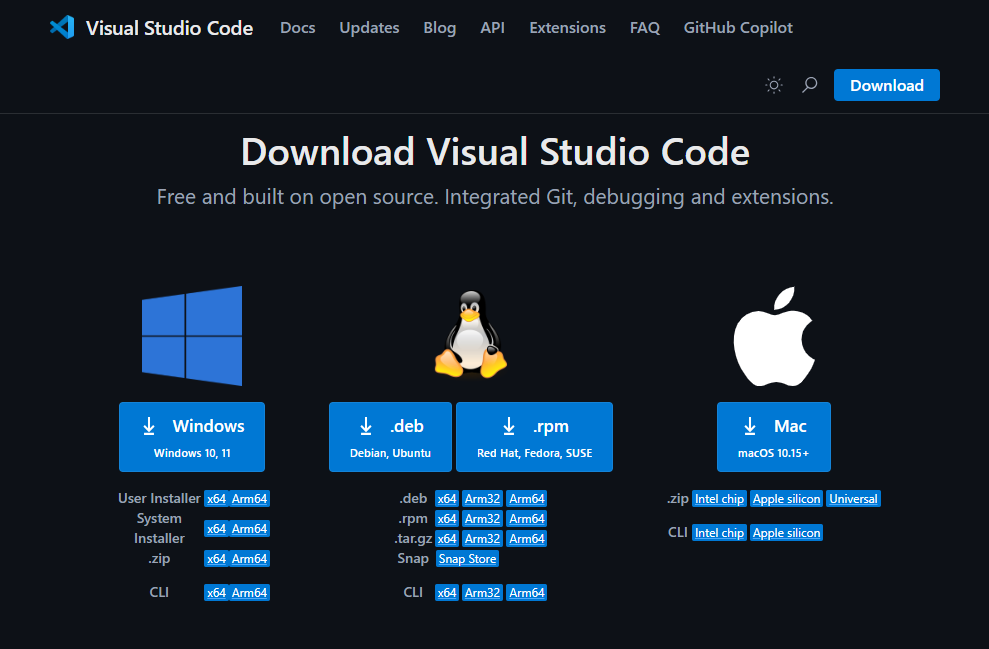 Visual Studio Code Docs Updates Blog API Extensions FAQ GitHub Copilot
Download
Download Visual Studio Code
Free and built on open source. Integrated Git, debugging and extensions.
Windows
Windows 10, 11
.deb
Debian, Ubuntu
.rpm
Red Hat, Fedora, SUSE
Mac
macOS 10.15+
User Installer x64 Arm64
System
Installer x64 Arm64
.zip x64 Arm64
CLI x64 Arm64
.deb x64 Arm32 Arm64
.rpm x64 Arm32 Arm64
.tar.gz x64 Arm32 Arm64
Snap Snap Store
CLI x64 Arm32 Arm64
.zip Intel chip Apple silicon Universal
CLI Intel chip Apple silicon